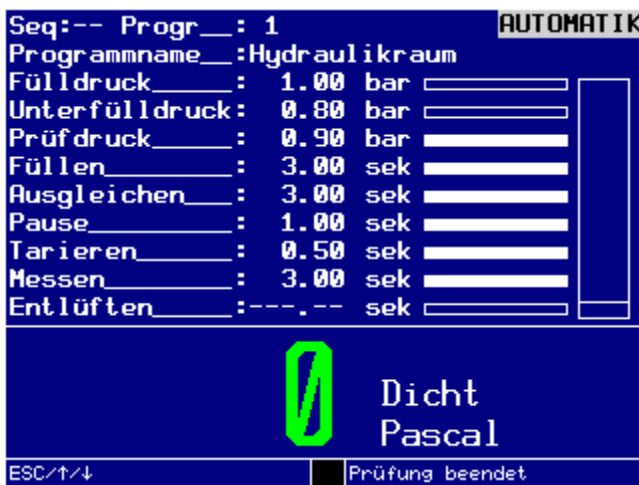 Seq:-- Progr__: 1 AUTOMATIK
Programmname__:Hydraulikraum
Fülldruck_____: 1.00 bar
Unterfülldruck: 0.80 bar
Prüfdruck_____: 0.90 bar
Füllen________: 3.00 sek
Ausgleichen___: 3.00 sek
Pause_________: 1.00 sek
Tarieren______: 0.50 sek
Messen________: 3.00 sek
Entlüften_____:---.-- sek
0 Dicht
Pascal
ESC/↑/↓ Prüfung beendet